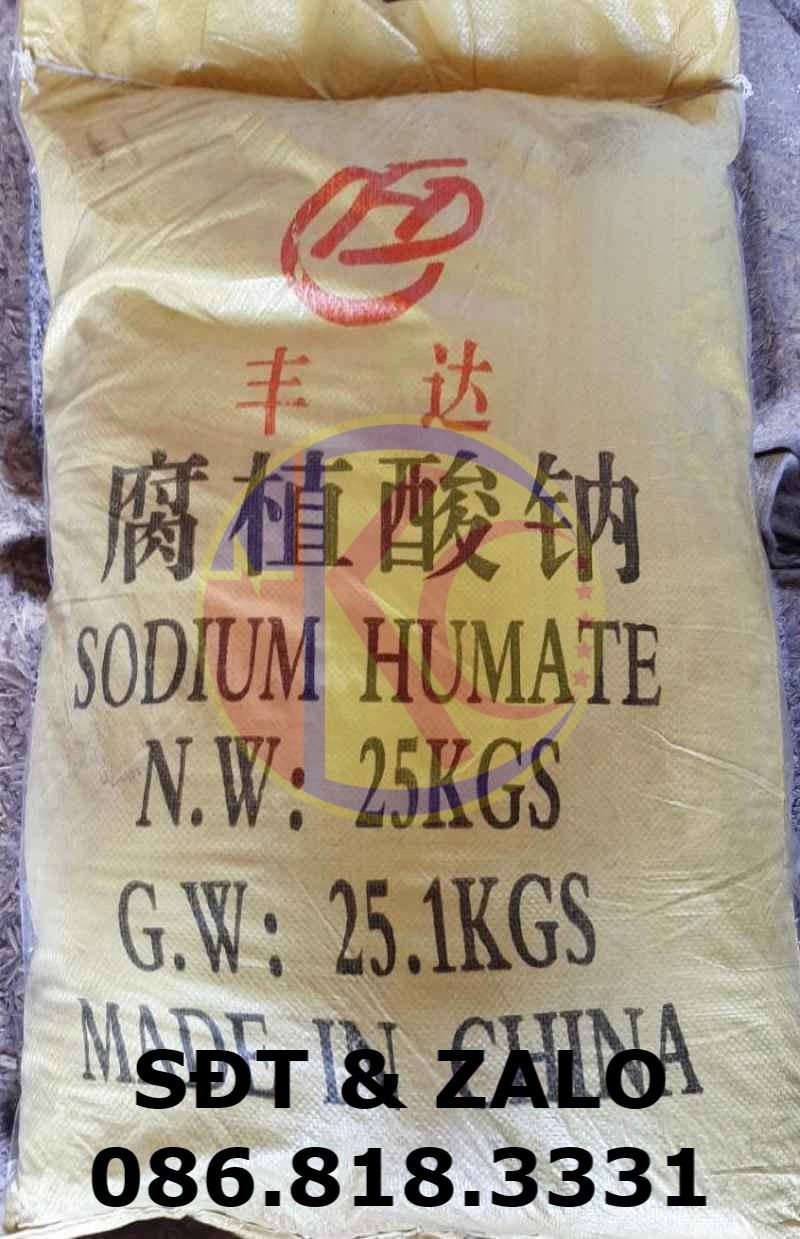 丰 达
腐植酸钠
SODIUM HUMATE
N.W: 25KGS
G.W: 25.1KGS
MADE IN CHINA
SĐT & ZALO
086.818.3331
KC